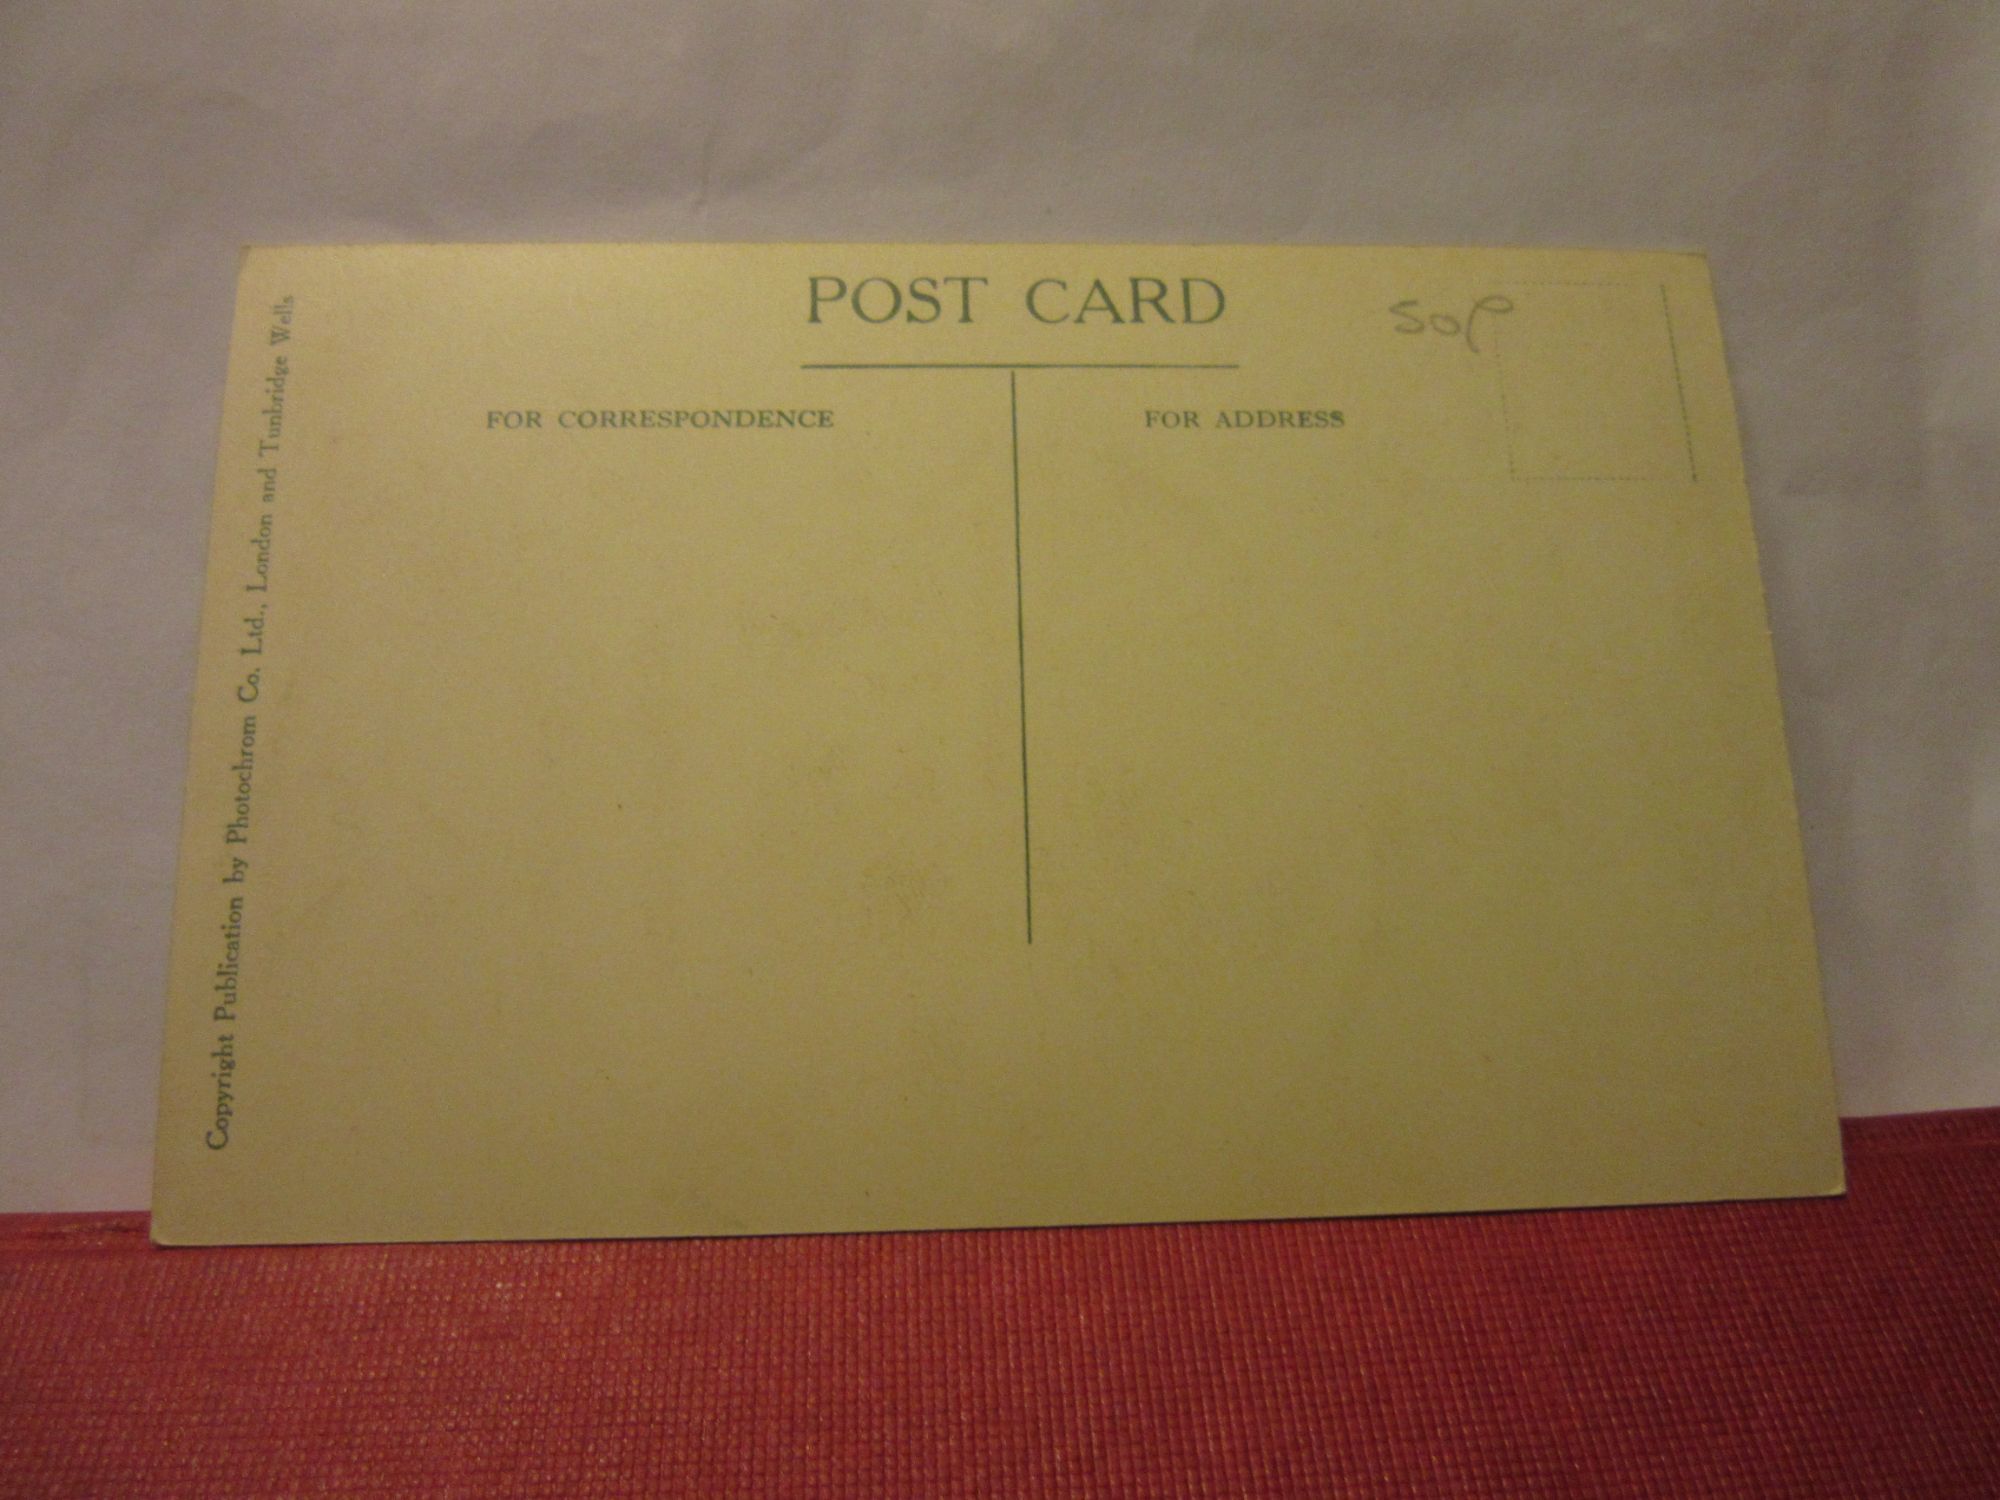 POST CARD
50p
FOR CORRESPONDENCE
FOR ADDRESS
Copyright Publication by Photochrom Co. Ltd., London and Tunbridge Wells